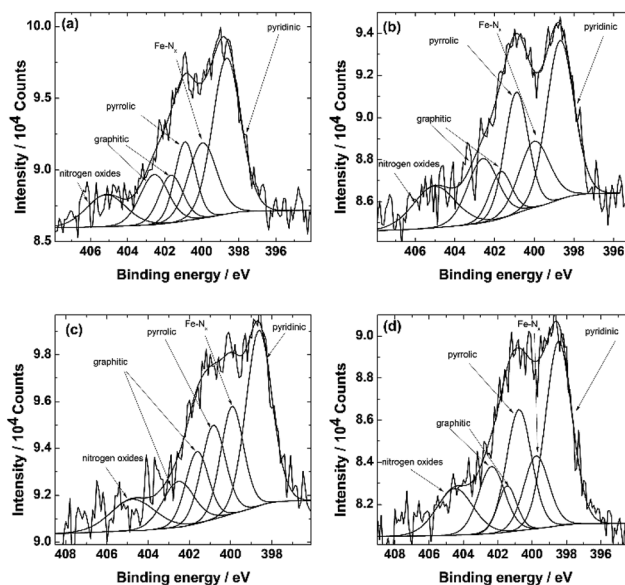 (a)
10.0
9.5
9.0
8.5
Intensity / 10⁴ Counts
Fe-Nₓ
pyridinic
pyrrolic
graphitic
nitrogen oxides
406 404 402 400 398 396
Binding energy / eV
(b)
9.4
9.2
9.0
8.8
8.6
Intensity / 10⁴ Counts
Fe-Nₓ
pyridinic
pyrrolic
graphitic
nitrogen oxides
408 406 404 402 400 398 396
Binding energy / eV
(c)
9.8
9.6
9.4
9.2
9.0
Intensity / 10⁴ Counts
Fe-Nₓ
pyrrolic
pyridinic
graphitic
nitrogen oxides
408 406 404 402 400 398
Binding energy / eV
(d)
9.0
8.8
8.6
8.4
8.2
Intensity / 10⁴ Counts
Fe-Nₓ
pyridinic
pyrrolic
graphitic
nitrogen oxides
408 406 404 402 400 398 396
Binding energy / eV